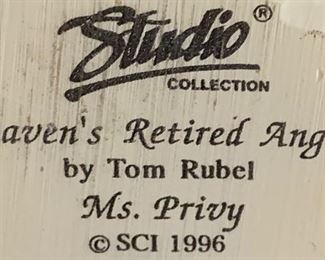 Studio®
COLLECTION
aven's Retired Ang
by Tom Rubel
Ms. Privy
© SCI 1996